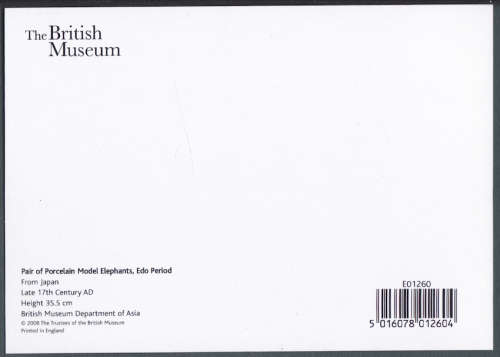 The British
Museum
Pair of Porcelain Model Elephants, Edo Period
From Japan
Late 17th Century AD
Height 35.5 cm
British Museum Department of Asia
© 2008 The Trustees of the British Museum
Printed in England
E01260
5 016078 012604